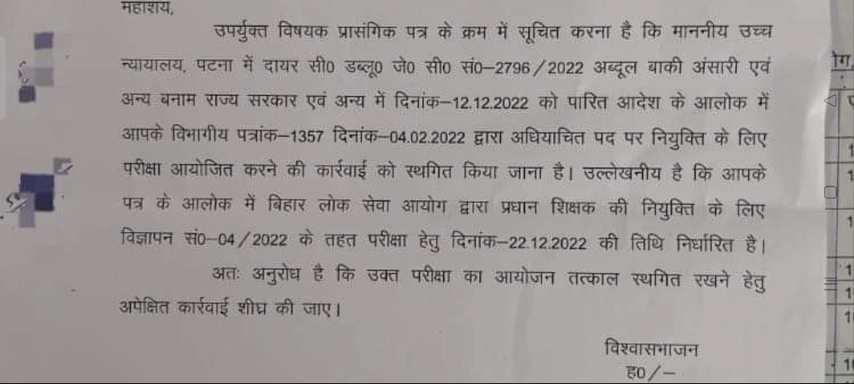 महाशय,
उपर्युक्त विषयक प्रासंगिक पत्र के क्रम में सूचित करना है कि माननीय उच्च
न्यायालय, पटना में दायर सी0 डब्लू0 जे0 सी0 सं0–2796/2022 अब्दूल बाकी अंसारी एवं
अन्य बनाम राज्य सरकार एवं अन्य में दिनांक–12.12.2022 को पारित आदेश के आलोक में
आपके विभागीय पत्रांक–1357 दिनांक–04.02.2022 द्वारा अधियाचित पद पर नियुक्ति के लिए
परीक्षा आयोजित करने की कार्रवाई को स्थगित किया जाना है। उल्लेखनीय है कि आपके
पत्र के आलोक में बिहार लोक सेवा आयोग द्वारा प्रधान शिक्षक की नियुक्ति के लिए
विज्ञापन सं0–04/2022 के तहत परीक्षा हेतु दिनांक–22.12.2022 की तिथि निर्धारित है।
अतः अनुरोध है कि उक्त परीक्षा का आयोजन तत्काल स्थगित रखने हेतु
अपेक्षित कार्रवाई शीघ्र की जाए।
विश्वासभाजन
ह0/–